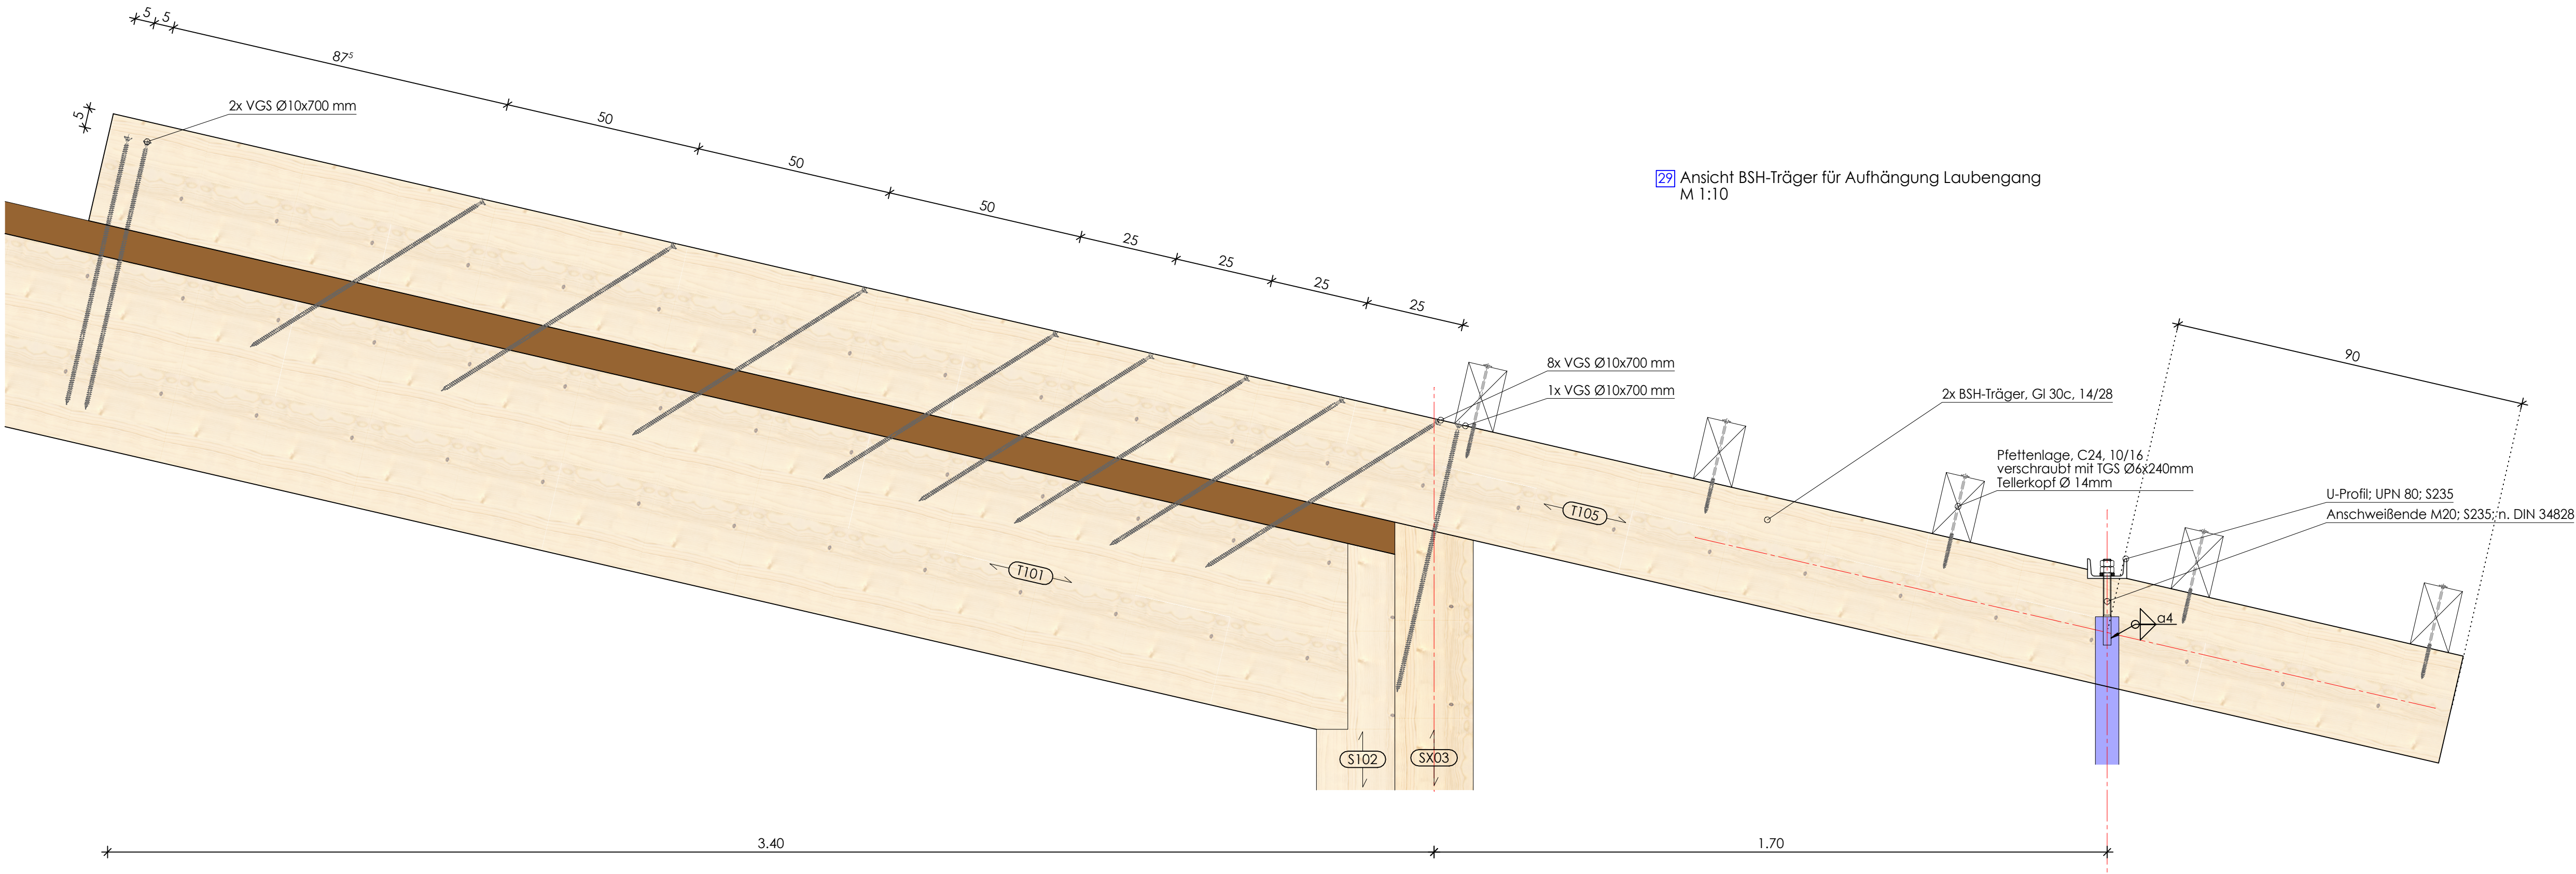 5
5
87⁵
5
2x VGS Ø10x700 mm
50
50
50
25
25
25
25
29 Ansicht BSH-Träger für Aufhängung Laubengang
M 1:10
90
8x VGS Ø10x700 mm
1x VGS Ø10x700 mm
2x BSH-Träger, Gl 30c, 14/28
Pfettenlage, C24, 10/16
verschraubt mit TGS Ø6x240mm
Tellerkopf Ø 14mm
U-Profil; UPN 80; S235
Anschweißende M20; S235; n. DIN 34828
T105
T101
a4
S102
SX03
3.40
1.70